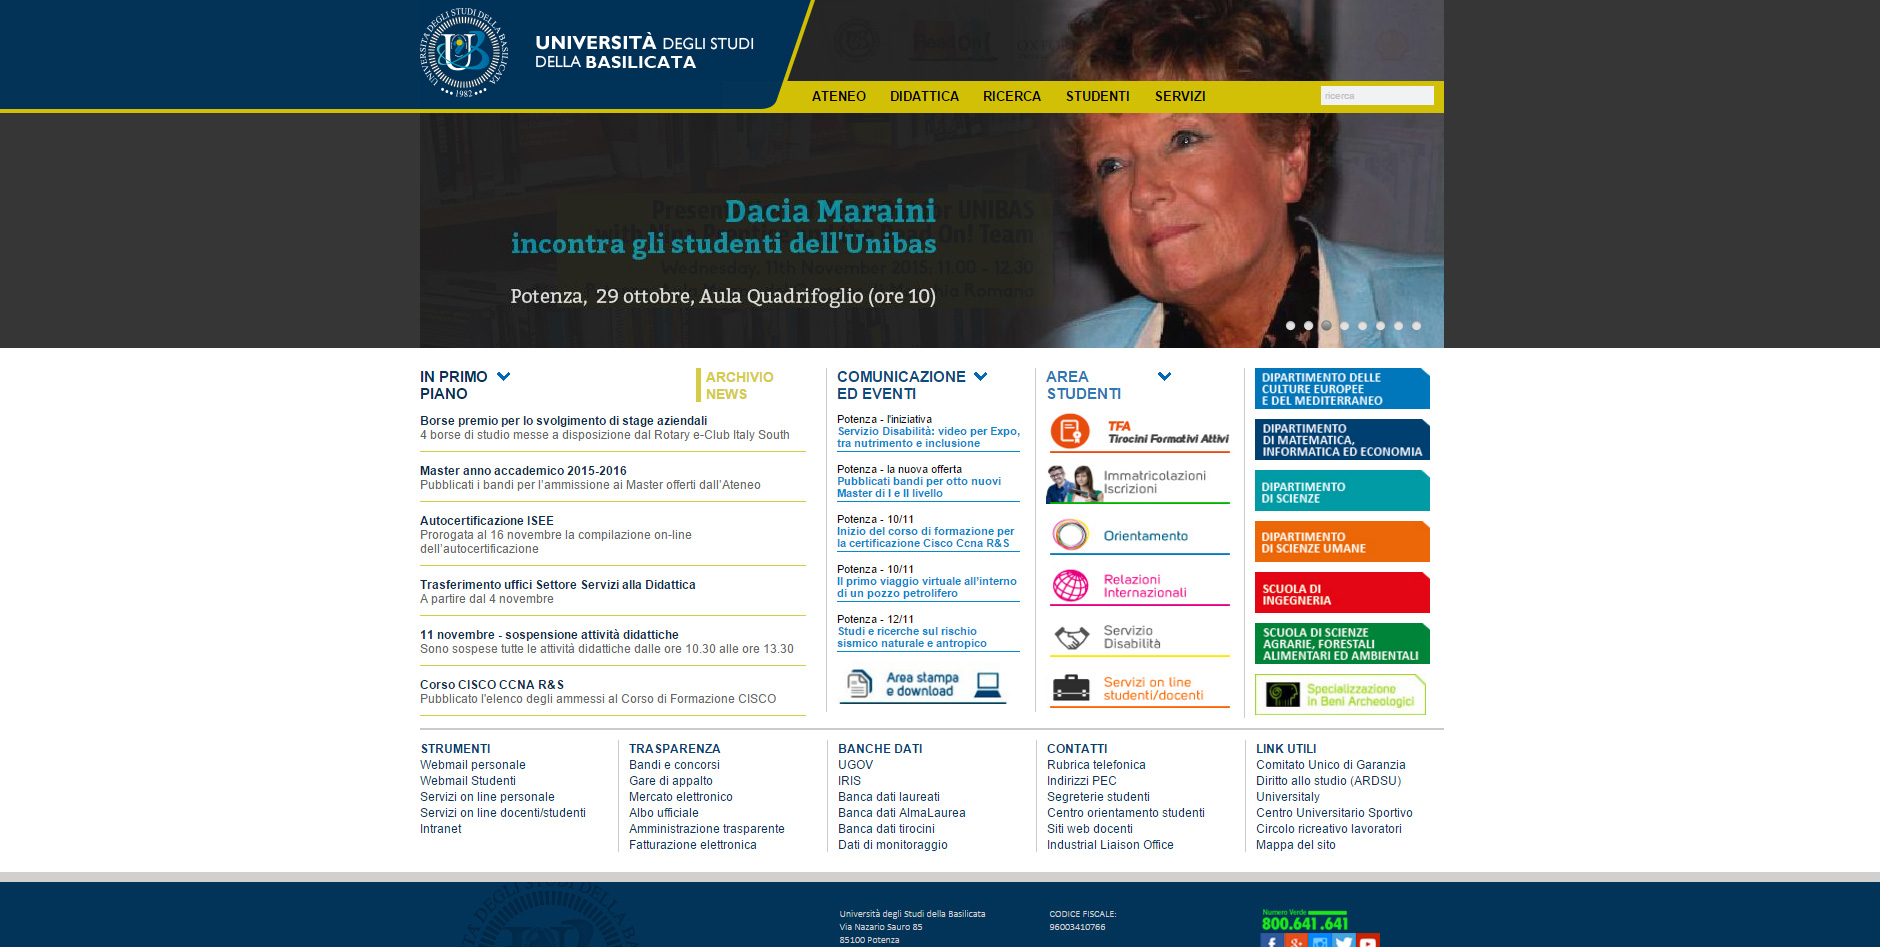 UNIVERSITÀ DEGLI STUDI
DELLA BASILICATA
UNIVERSITÀ DEGLI STUDI DELLA BASILICATA
1982
ATENEO
DIDATTICA
RICERCA
STUDENTI
SERVIZI
ricerca
Dacia Maraini
incontra gli studenti dell'Unibas
Potenza, 29 ottobre, Aula Quadrifoglio (ore 10)
IN PRIMO
PIANO
ARCHIVIO
NEWS
Borse premio per lo svolgimento di stage aziendali
4 borse di studio messe a disposizione dal Rotary e-Club Italy South
Master anno accademico 2015-2016
Pubblicati i bandi per l'ammissione ai Master offerti dall'Ateneo
Autocertificazione ISEE
Prorogata al 16 novembre la compilazione on-line
dell'autocertificazione
Trasferimento uffici Settore Servizi alla Didattica
A partire dal 4 novembre
11 novembre - sospensione attività didattiche
Sono sospese tutte le attività didattiche dalle ore 10.30 alle ore 13.30
Corso CISCO CCNA R&S
Pubblicato l'elenco degli ammessi al Corso di Formazione CISCO
COMUNICAZIONE
ED EVENTI
Potenza - l'iniziativa
Servizio Disabilità: video per Expo,
tra nutrimento e inclusione
Potenza - la nuova offerta
Pubblicati bandi per otto nuovi
Master di I e II livello
Potenza - 10/11
Inizio del corso di formazione per
la certificazione Cisco Ccna R&S
Potenza - 10/11
Il primo viaggio virtuale all'interno
di un pozzo petrolifero
Potenza - 12/11
Studi e ricerche sul rischio
sismico naturale e antropico
Area stampa
e download
AREA
STUDENTI
TFA
Tirocini Formativi Attivi
Immatricolazioni
Iscrizioni
Orientamento
Relazioni
Internazionali
Servizio
Disabilità
Servizi on line
studenti/docenti
DIPARTIMENTO DELLE
CULTURE EUROPEE
E DEL MEDITERRANEO
DIPARTIMENTO
DI MATEMATICA,
INFORMATICA ED ECONOMIA
DIPARTIMENTO
DI SCIENZE
DIPARTIMENTO
DI SCIENZE UMANE
SCUOLA DI
INGEGNERIA
SCUOLA DI SCIENZE
AGRARIE, FORESTALI
ALIMENTARI ED AMBIENTALI
Specializzazione
in Beni Archeologici
STRUMENTI
Webmail personale
Webmail Studenti
Servizi on line personale
Servizi on line docenti/studenti
Intranet
TRASPARENZA
Bandi e concorsi
Gare di appalto
Mercato elettronico
Albo ufficiale
Amministrazione trasparente
Fatturazione elettronica
BANCHE DATI
UGOV
IRIS
Banca dati laureati
Banca dati AlmaLaurea
Banca dati tirocini
Dati di monitoraggio
CONTATTI
Rubrica telefonica
Indirizzi PEC
Segreterie studenti
Centro orientamento studenti
Siti web docenti
Industrial Liaison Office
LINK UTILI
Comitato Unico di Garanzia
Diritto allo studio (ARDSU)
Universitaly
Centro Universitario Sportivo
Circolo ricreativo lavoratori
Mappa del sito
Università degli Studi della Basilicata
Via Nazario Sauro 85
85100 Potenza
CODICE FISCALE:
96003410766
Numero Verde
800.641.641